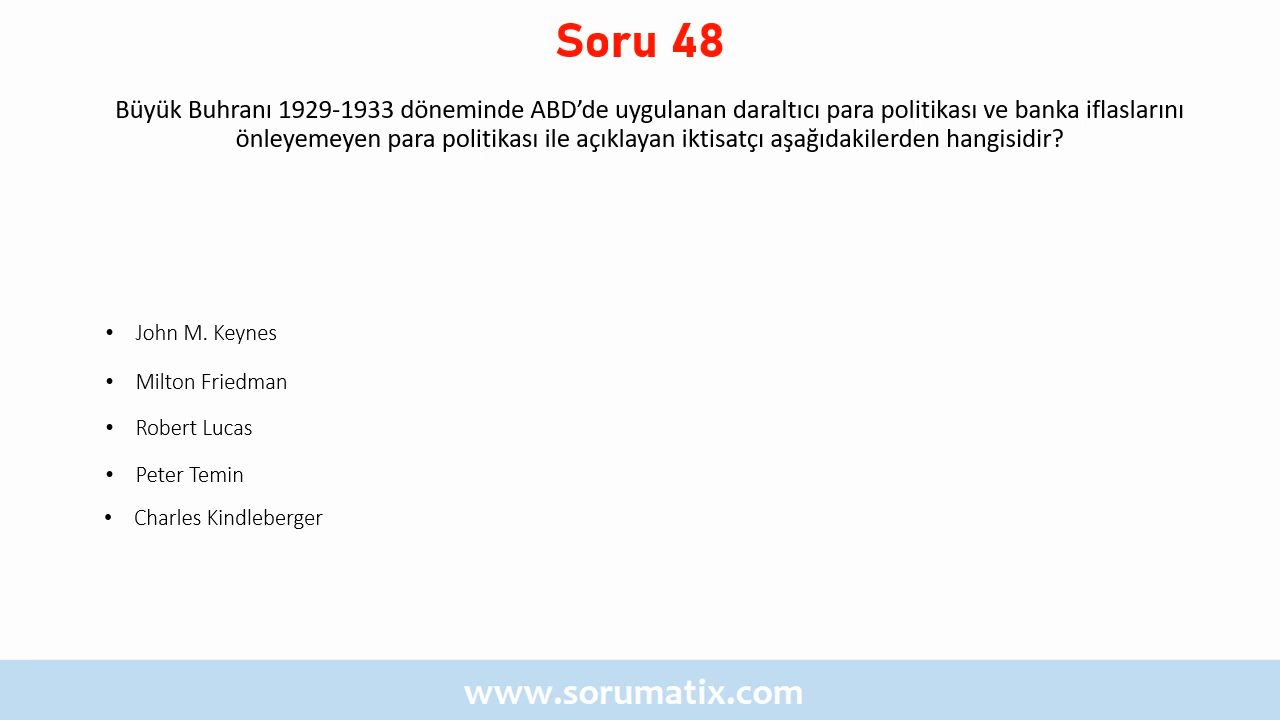 Soru 48
Büyük Buhranı 1929-1933 döneminde ABD’de uygulanan daraltıcı para politikası ve banka iflaslarını
önleyemeyen para politikası ile açıklayan iktisatçı aşağıdakilerden hangisidir?
• John M. Keynes
• Milton Friedman
• Robert Lucas
• Peter Temin
• Charles Kindleberger
www.sorumatix.com